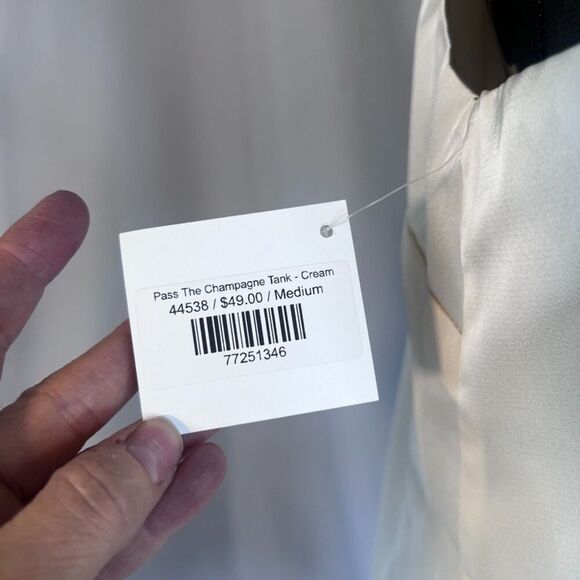 Pass The Champagne Tank - Cream
44538 / $49.00 / Medium
77251346